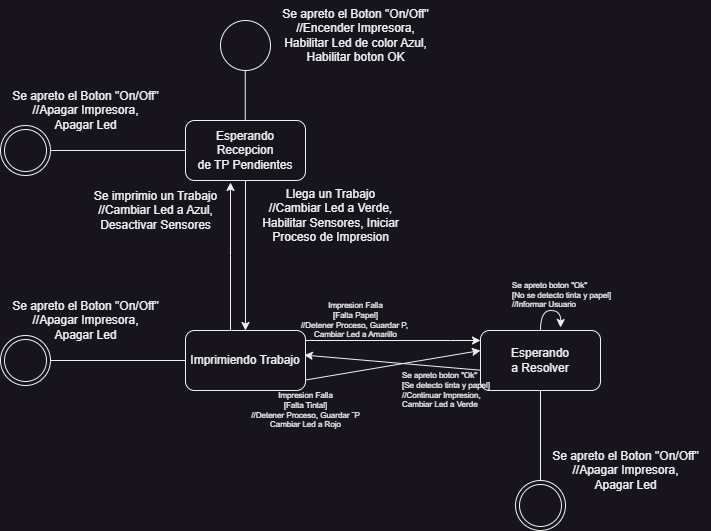 Se apreto el Boton "On/Off"
//Encender Impresora,
Habilitar Led de color Azul,
Habilitar boton OK
Se apreto el Boton "On/Off"
//Apagar Impresora,
Apagar Led
Esperando
Recepcion
de TP Pendientes
Se imprimio un Trabajo
//Cambiar Led a Azul,
Desactivar Sensores
Llega un Trabajo
//Cambiar Led a Verde,
Habilitar Sensores, Iniciar
Proceso de Impresion
Se apreto el Boton "On/Off"
//Apagar Impresora,
Apagar Led
Imprimiendo Trabajo
Impresion Falla
[Falta Papel]
//Detener Proceso, Guardar P,
Cambiar Led a Amarillo
Se apreto boton "Ok"
[No se detecto tinta y papel]
//Informar Usuario
Esperando
a Resolver
Se apreto boton "Ok"
[Se detecto tinta y papel]
//Continuar Impresion,
Cambiar Led a Verde
Impresion Falla
[Falta Tintal]
//Detener Proceso, Guardar ¨P
Cambiar Led a Rojo
Se apreto el Boton "On/Off"
//Apagar Impresora,
Apagar Led